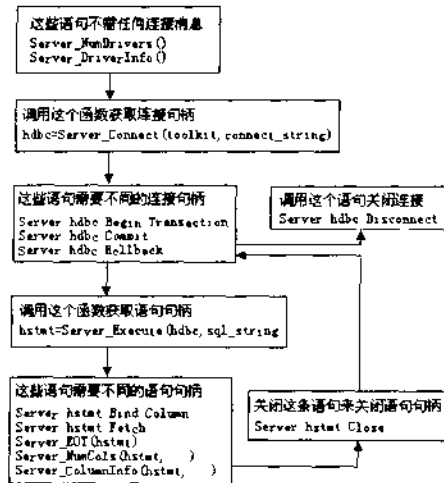 这些语句不需任何连接消息
Server_NumDrivers()
Server_DriverInfo()
调用这个函数获取连接句柄
hdbc=Server_Connect(toolkit,connect_string)
这些语句需要不同的连接句柄
Server hdbc Begin Transaction
Server hdbc Commit
Server hdbc Rollback
调用这个语句关闭连接
Server hdbc Disconnect
调用这个函数获取语句句柄
hstmt=Server_Execute(hdbc,sql_string
这些语句需要不同的语句句柄
Server hstmt Bind Column
Server hstmt Fetch
Server_EOT(hstmt)
Server_NumCols(hstmt, )
Server_ColumnInfo(hstmt, )
关闭这条语句来关闭语句句柄
Server hstmt Close